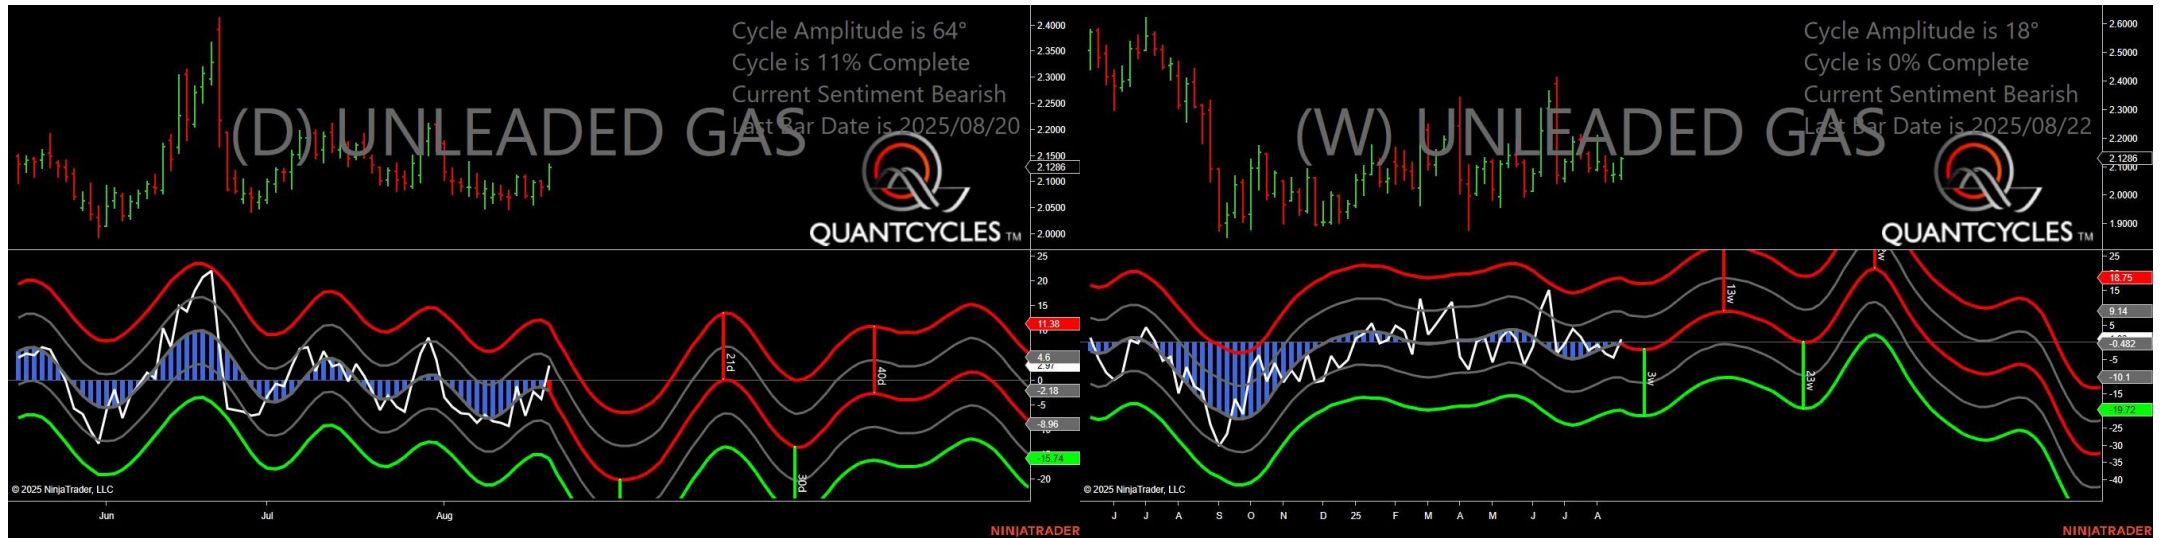 Cycle Amplitude is 64°
Cycle is 11% Complete
Current Sentiment Bearish
Last Bar Date is 2025/08/20
(D) UNLEADED GAS
QUANTCYCLES TM
2.4000
2.3500
2.3000
2.2500
2.2000
2.1500
2.1286
2.1000
2.0500
2.0000
25
20
15
11.38
4.6
2.97
0
-2.18
-5
-8.96
-15.74
-20
21d
40d
30d
© 2025 NinjaTrader, LLC
Jun
Jul
Aug
NINJATRADER
Cycle Amplitude is 18°
Cycle is 0% Complete
Current Sentiment Bearish
Last Bar Date is 2025/08/22
(W) UNLEADED GAS
QUANTCYCLES TM
2.6000
2.5000
2.4000
2.3000
2.2000
2.1286
2.1000
2.0000
1.9000
25
18.75
15
9.14
5
-0.482
-5
-10.1
-15
-19.72
-25
-30
-35
-40
13w
3w
23w
© 2025 NinjaTrader, LLC
J
J
A
S
O
N
D
25
F
M
A
M
J
J
A
NINJATRADER